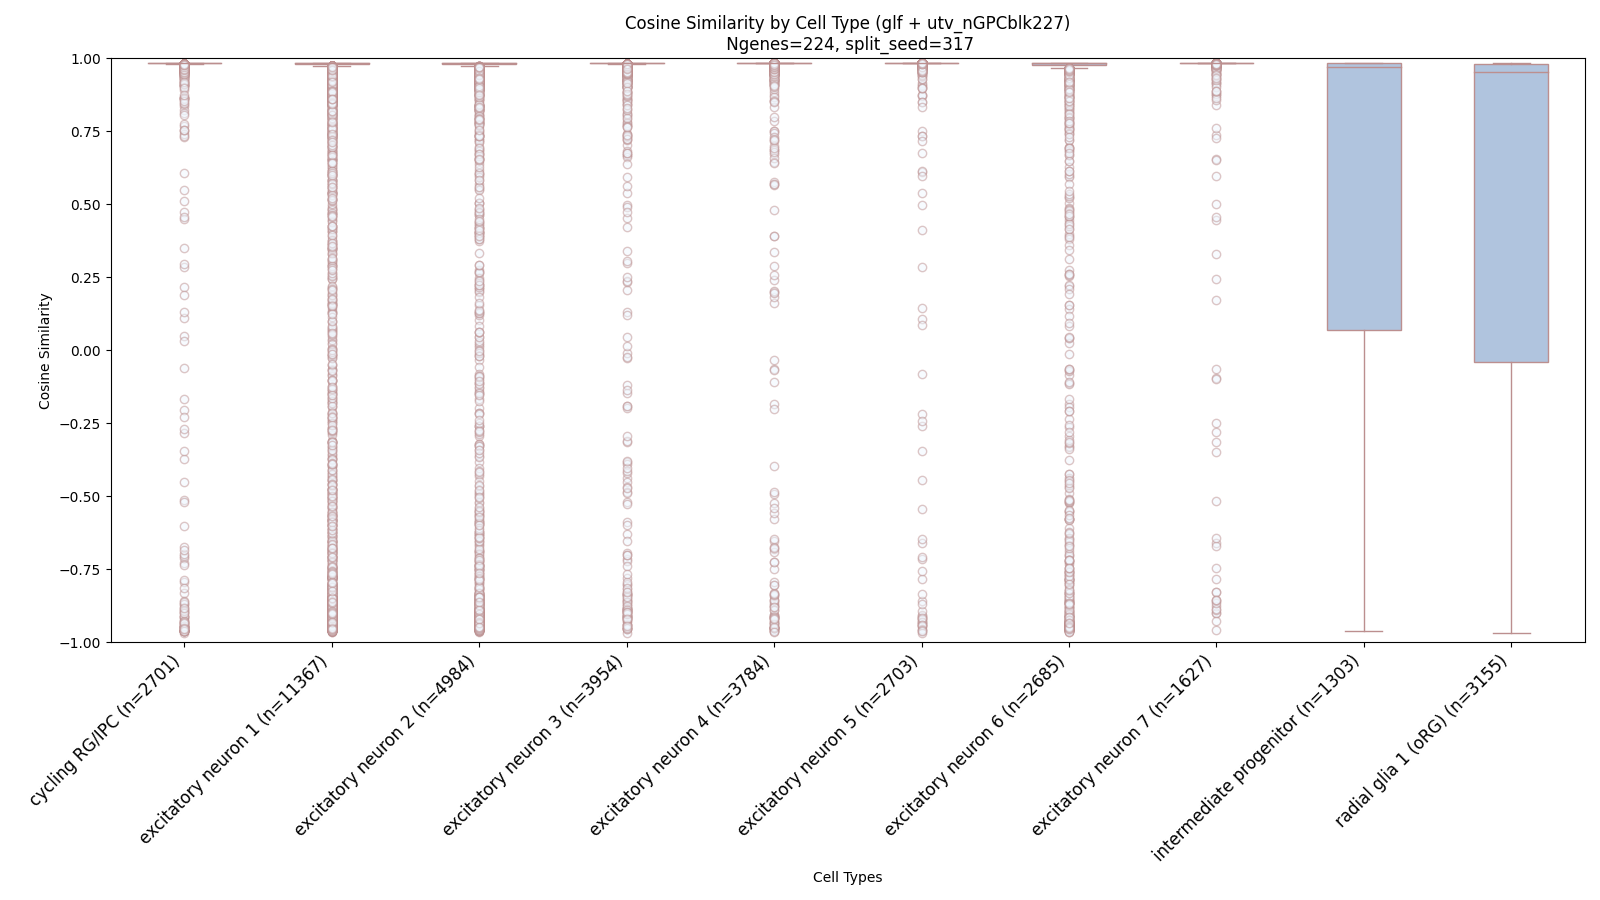 Cosine Similarity by Cell Type (glf + utv_nGPCblk227)
Ngenes=224, split_seed=317
Cosine Similarity
1.00
0.75
0.50
0.25
0.00
−0.25
−0.50
−0.75
−1.00
cycling RG/IPC (n=2701)
excitatory neuron 1 (n=11367)
excitatory neuron 2 (n=4984)
excitatory neuron 3 (n=3954)
excitatory neuron 4 (n=3784)
excitatory neuron 5 (n=2703)
excitatory neuron 6 (n=2685)
excitatory neuron 7 (n=1627)
intermediate progenitor (n=1303)
radial glia 1 (oRG) (n=3155)
Cell Types